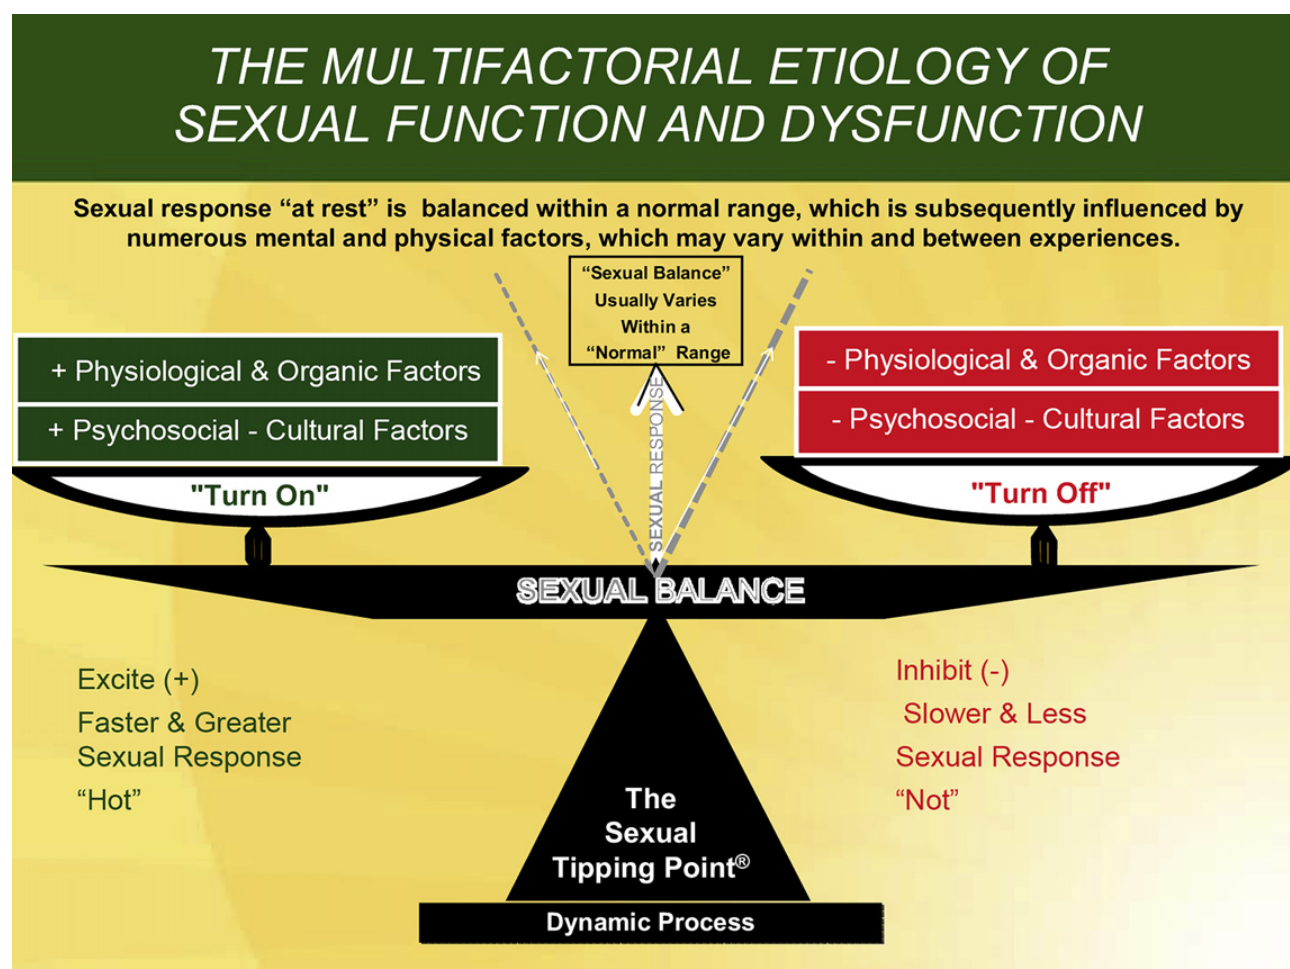 THE MULTIFACTORIAL ETIOLOGY OF
SEXUAL FUNCTION AND DYSFUNCTION
Sexual response “at rest” is balanced within a normal range, which is subsequently influenced by
numerous mental and physical factors, which may vary within and between experiences.
“Sexual Balance”
Usually Varies
Within a
“Normal” Range
+ Physiological & Organic Factors
+ Psychosocial - Cultural Factors
"Turn On"
SEXUAL RESPONSE
- Physiological & Organic Factors
- Psychosocial - Cultural Factors
"Turn Off"
SEXUAL BALANCE
Excite (+)
Faster & Greater
Sexual Response
“Hot”
Inhibit (-)
Slower & Less
Sexual Response
“Not”
The
Sexual
Tipping Point®
Dynamic Process